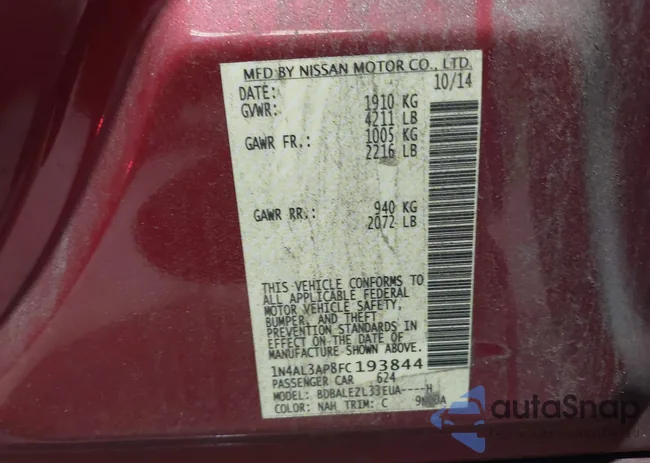 MFD BY NISSAN MOTOR CO., LTD.
DATE: 10/14
GVWR: 1910 KG
4211 LB
GAWR FR.: 1005 KG
2216 LB
GAWR RR.: 940 KG
2072 LB
THIS VEHICLE CONFORMS TO
ALL APPLICABLE FEDERAL
MOTOR VEHICLE SAFETY,
BUMPER, AND THEFT
PREVENTION STANDARDS IN
EFFECT ON THE DATE OF
MANUFACTURE SHOWN ABOVE.
1N4AL3AP8FC193844
PASSENGER CAR 624
MODEL: BDBALEZL33EUA----H
COLOR: NAH TRIM: C
autoSnap